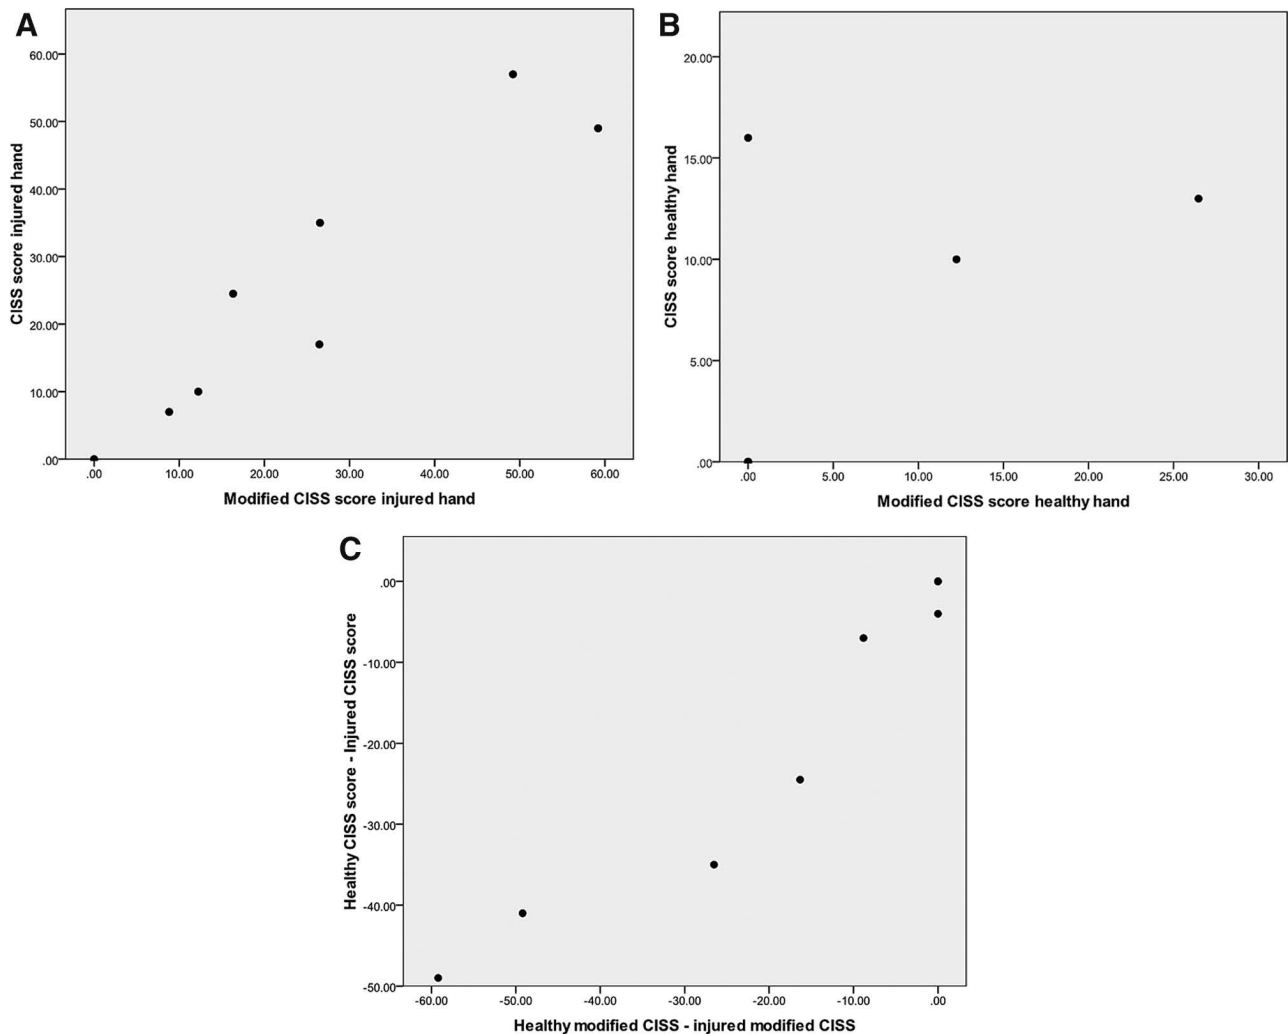 A
60.00
50.00
40.00
30.00
20.00
10.00
.00
CISS score injured hand
.00 10.00 20.00 30.00 40.00 50.00 60.00
Modified CISS score injured hand
B
20.00
15.00
10.00
5.00
.00
CISS score healthy hand
.00 5.00 10.00 15.00 20.00 25.00 30.00
Modified CISS score healthy hand
C
.00
-10.00
-20.00
-30.00
-40.00
-50.00
Healthy CISS score - Injured CISS score
-60.00 -50.00 -40.00 -30.00 -20.00 -10.00 .00
Healthy modified CISS - injured modified CISS